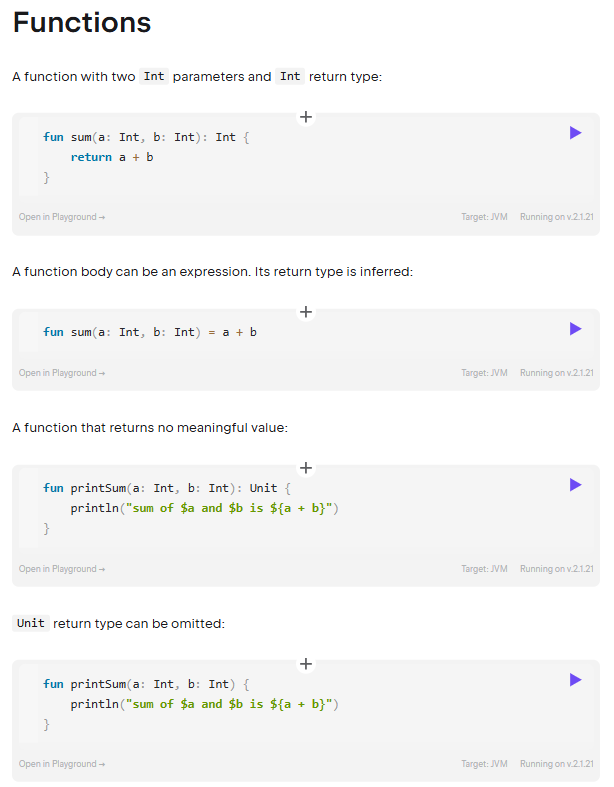 Functions
A function with two Int parameters and Int return type:
fun sum(a: Int, b: Int): Int {
    return a + b
}
Open in Playground →
Target: JVM    Running on v.2.1.21
A function body can be an expression. Its return type is inferred:
fun sum(a: Int, b: Int) = a + b
Open in Playground →
Target: JVM    Running on v.2.1.21
A function that returns no meaningful value:
fun printSum(a: Int, b: Int): Unit {
    println("sum of $a and $b is ${a + b}")
}
Open in Playground →
Target: JVM    Running on v.2.1.21
Unit return type can be omitted:
fun printSum(a: Int, b: Int) {
    println("sum of $a and $b is ${a + b}")
}
Open in Playground →
Target: JVM    Running on v.2.1.21